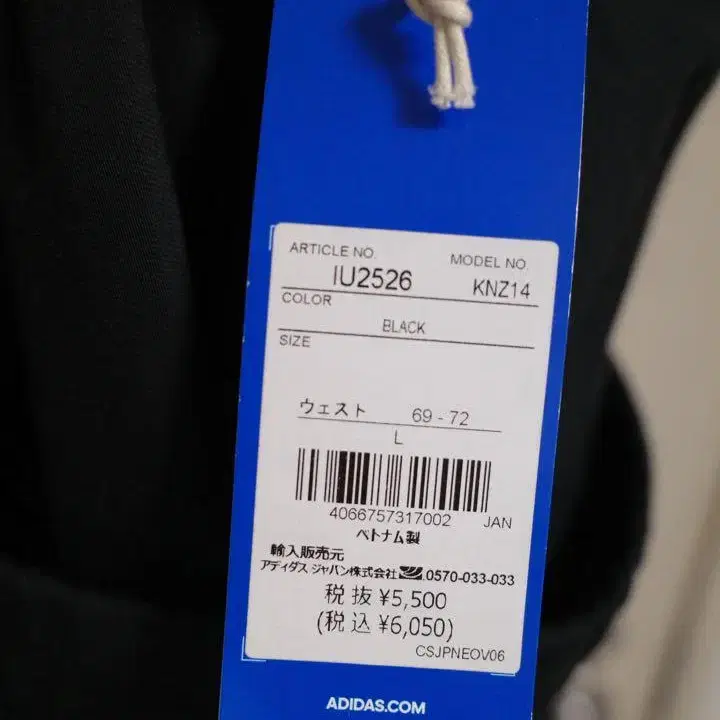 ARTICLE NO.
MODEL NO.
IU2526
KNZ14
COLOR
BLACK
SIZE
ウェスト 69 - 72
L
4066757317002 JAN
ベトナム製
輸入販売元
アディダス ジャパン株式会社 0570-033-033
税 抜 ¥5,500
(税 込 ¥6,050)
CSJPNEOV06
ADIDAS.COM